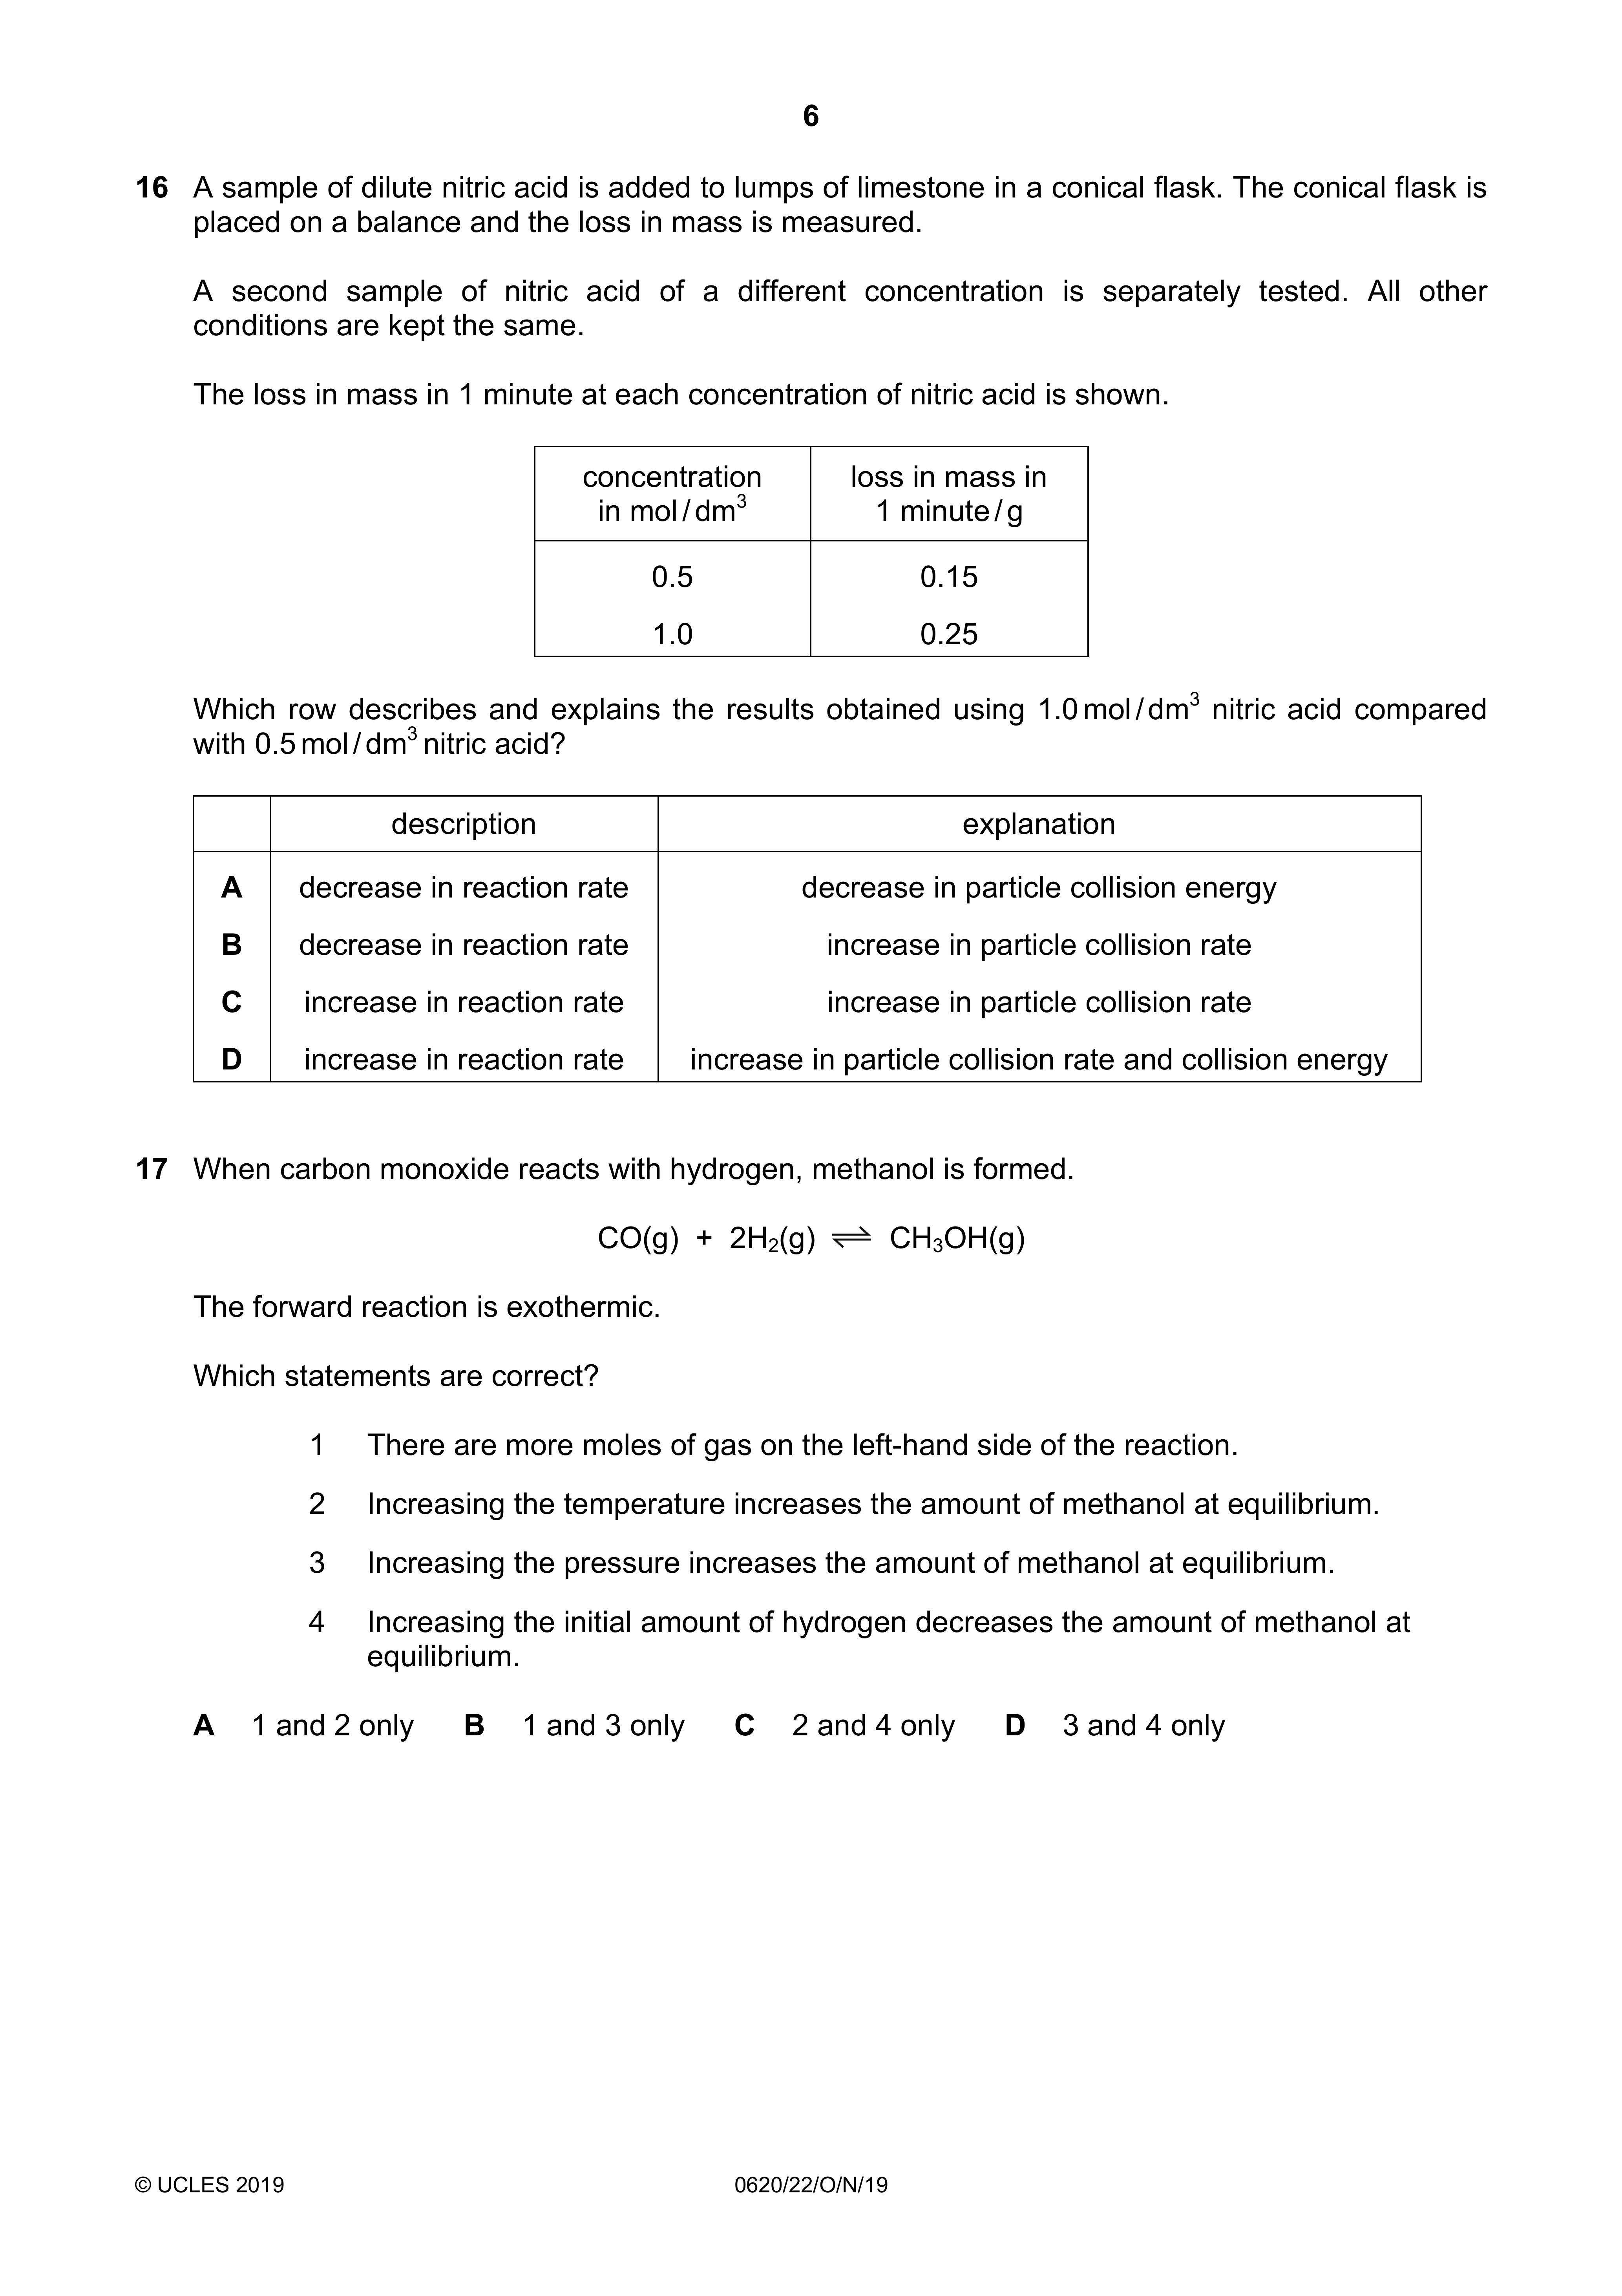 6
16 A sample of dilute nitric acid is added to lumps of limestone in a conical flask. The conical flask is
placed on a balance and the loss in mass is measured.
A second sample of nitric acid of a different concentration is separately tested. All other
conditions are kept the same.
The loss in mass in 1 minute at each concentration of nitric acid is shown.
concentration in mol / dm³ loss in mass in 1 minute / g
0.5 0.15
1.0 0.25
Which row describes and explains the results obtained using 1.0 mol / dm³ nitric acid compared
with 0.5 mol / dm³ nitric acid?
description explanation
A decrease in reaction rate decrease in particle collision energy
B decrease in reaction rate increase in particle collision rate
C increase in reaction rate increase in particle collision rate
D increase in reaction rate increase in particle collision rate and collision energy
17 When carbon monoxide reacts with hydrogen, methanol is formed.
CO(g) + 2H₂(g) ⇌ CH₃OH(g)
The forward reaction is exothermic.
Which statements are correct?
1 There are more moles of gas on the left-hand side of the reaction.
2 Increasing the temperature increases the amount of methanol at equilibrium.
3 Increasing the pressure increases the amount of methanol at equilibrium.
4 Increasing the initial amount of hydrogen decreases the amount of methanol at
equilibrium.
A 1 and 2 only B 1 and 3 only C 2 and 4 only D 3 and 4 only
© UCLES 2019 0620/22/O/N/19